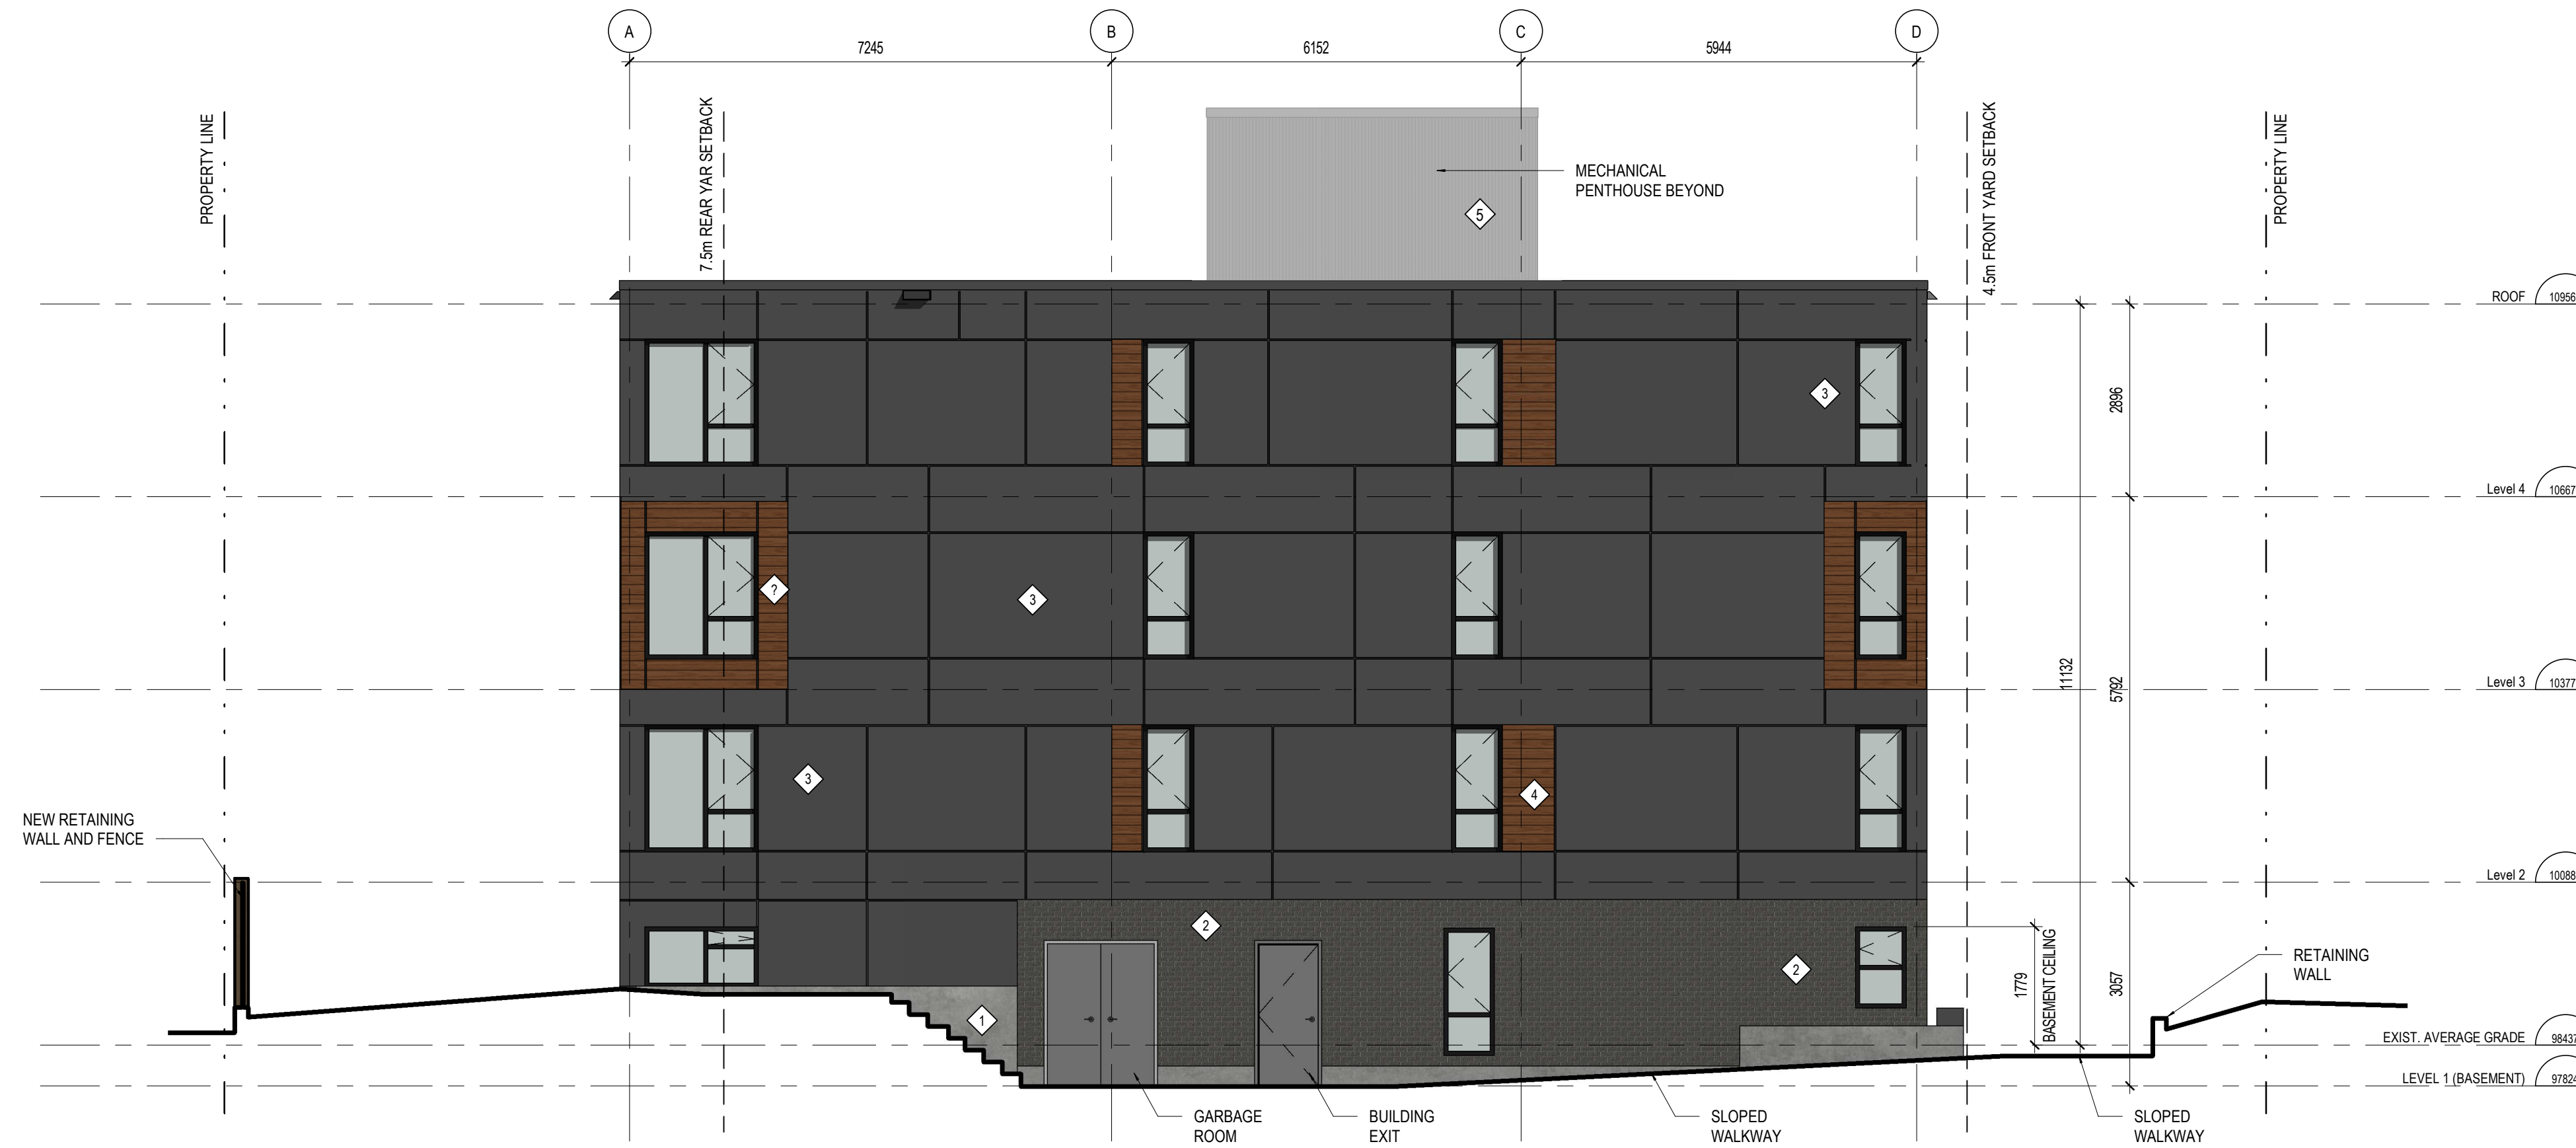 A
B
C
D
7245
6152
5944
PROPERTY LINE
7.5m REAR YAR SETBACK
4.5m FRONT YARD SETBACK
PROPERTY LINE
MECHANICAL
PENTHOUSE BEYOND
5
ROOF 10956
3
2896
Level 4 10667
?
3
11132
5792
Level 3 10377
3
4
NEW RETAINING
WALL AND FENCE
Level 2 10088
2
2
1
1779
BASEMENT CEILING
3057
RETAINING
WALL
EXIST. AVERAGE GRADE 98437
LEVEL 1 (BASEMENT) 97824
GARBAGE
ROOM
BUILDING
EXIT
SLOPED
WALKWAY
SLOPED
WALKWAY